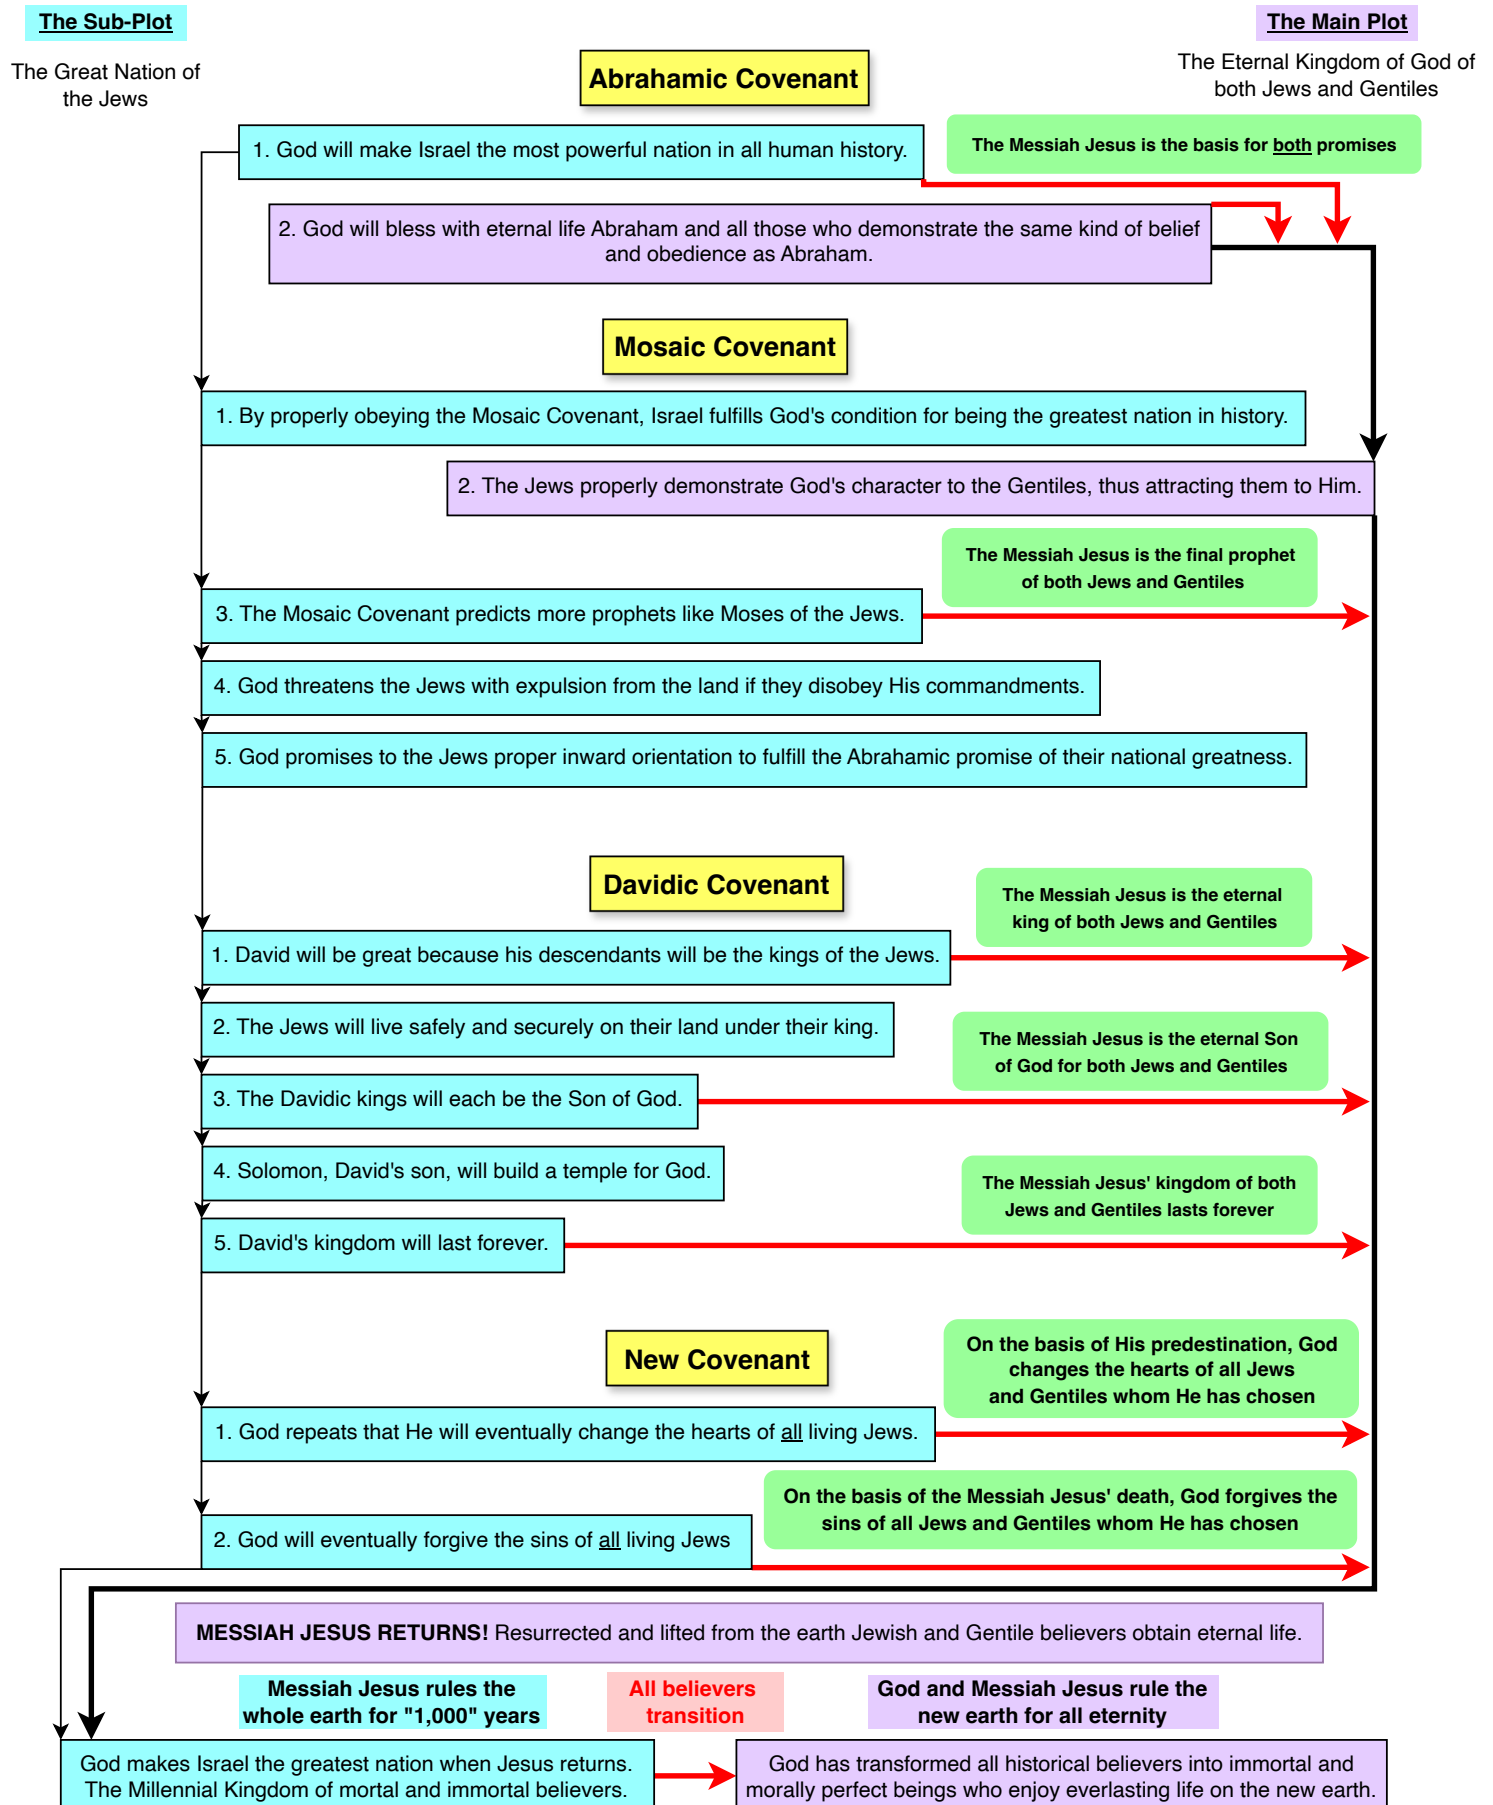 The Sub-Plot
The Main Plot
The Great Nation of
the Jews
The Eternal Kingdom of God of
both Jews and Gentiles
Abrahamic Covenant
1. God will make Israel the most powerful nation in all human history.
The Messiah Jesus is the basis for both promises
2. God will bless with eternal life Abraham and all those who demonstrate the same kind of belief
and obedience as Abraham.
Mosaic Covenant
1. By properly obeying the Mosaic Covenant, Israel fulfills God's condition for being the greatest nation in history.
2. The Jews properly demonstrate God's character to the Gentiles, thus attracting them to Him.
The Messiah Jesus is the final prophet
of both Jews and Gentiles
3. The Mosaic Covenant predicts more prophets like Moses of the Jews.
4. God threatens the Jews with expulsion from the land if they disobey His commandments.
5. God promises to the Jews proper inward orientation to fulfill the Abrahamic promise of their national greatness.
Davidic Covenant
The Messiah Jesus is the eternal
king of both Jews and Gentiles
1. David will be great because his descendants will be the kings of the Jews.
2. The Jews will live safely and securely on their land under their king.
The Messiah Jesus is the eternal Son
of God for both Jews and Gentiles
3. The Davidic kings will each be the Son of God.
4. Solomon, David's son, will build a temple for God.
The Messiah Jesus' kingdom of both
Jews and Gentiles lasts forever
5. David's kingdom will last forever.
New Covenant
On the basis of His predestination, God
changes the hearts of all Jews
and Gentiles whom He has chosen
1. God repeats that He will eventually change the hearts of all living Jews.
On the basis of the Messiah Jesus' death, God forgives the
sins of all Jews and Gentiles whom He has chosen
2. God will eventually forgive the sins of all living Jews
MESSIAH JESUS RETURNS! Resurrected and lifted from the earth Jewish and Gentile believers obtain eternal life.
Messiah Jesus rules the
whole earth for "1,000" years
All believers
transition
God and Messiah Jesus rule the
new earth for all eternity
God makes Israel the greatest nation when Jesus returns.
The Millennial Kingdom of mortal and immortal believers.
God has transformed all historical believers into immortal and
morally perfect beings who enjoy everlasting life on the new earth.